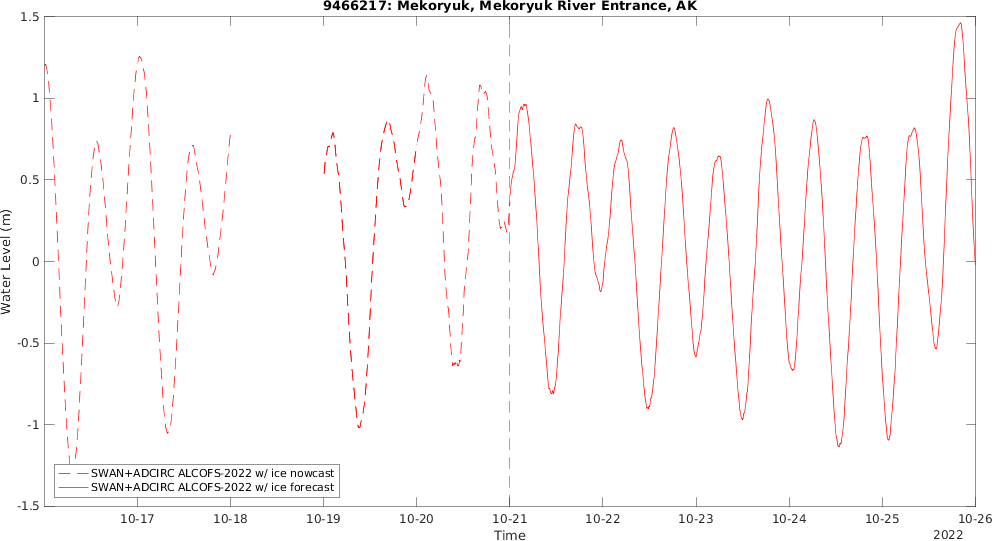 9466217: Mekoryuk, Mekoryuk River Entrance, AK
1.5
1
0.5
0
-0.5
-1
-1.5
Water Level (m)
SWAN+ADCIRC ALCOFS-2022 w/ ice nowcast
SWAN+ADCIRC ALCOFS-2022 w/ ice forecast
10-17 10-18 10-19 10-20 10-21 10-22 10-23 10-24 10-25 10-26
Time
2022